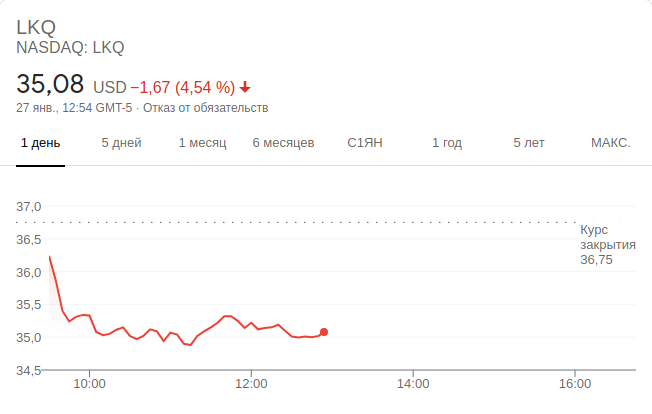 LKQ
NASDAQ: LKQ
35,08 USD −1,67 (4,54 %)
27 янв., 12:54 GMT-5 · Отказ от обязательств
1 день 5 дней 1 месяц 6 месяцев С1ЯН 1 год 5 лет МАКС.
37,0
Курс
закрытия
36,75
36,5
36,0
35,5
35,0
34,5
10:00 12:00 14:00 16:00